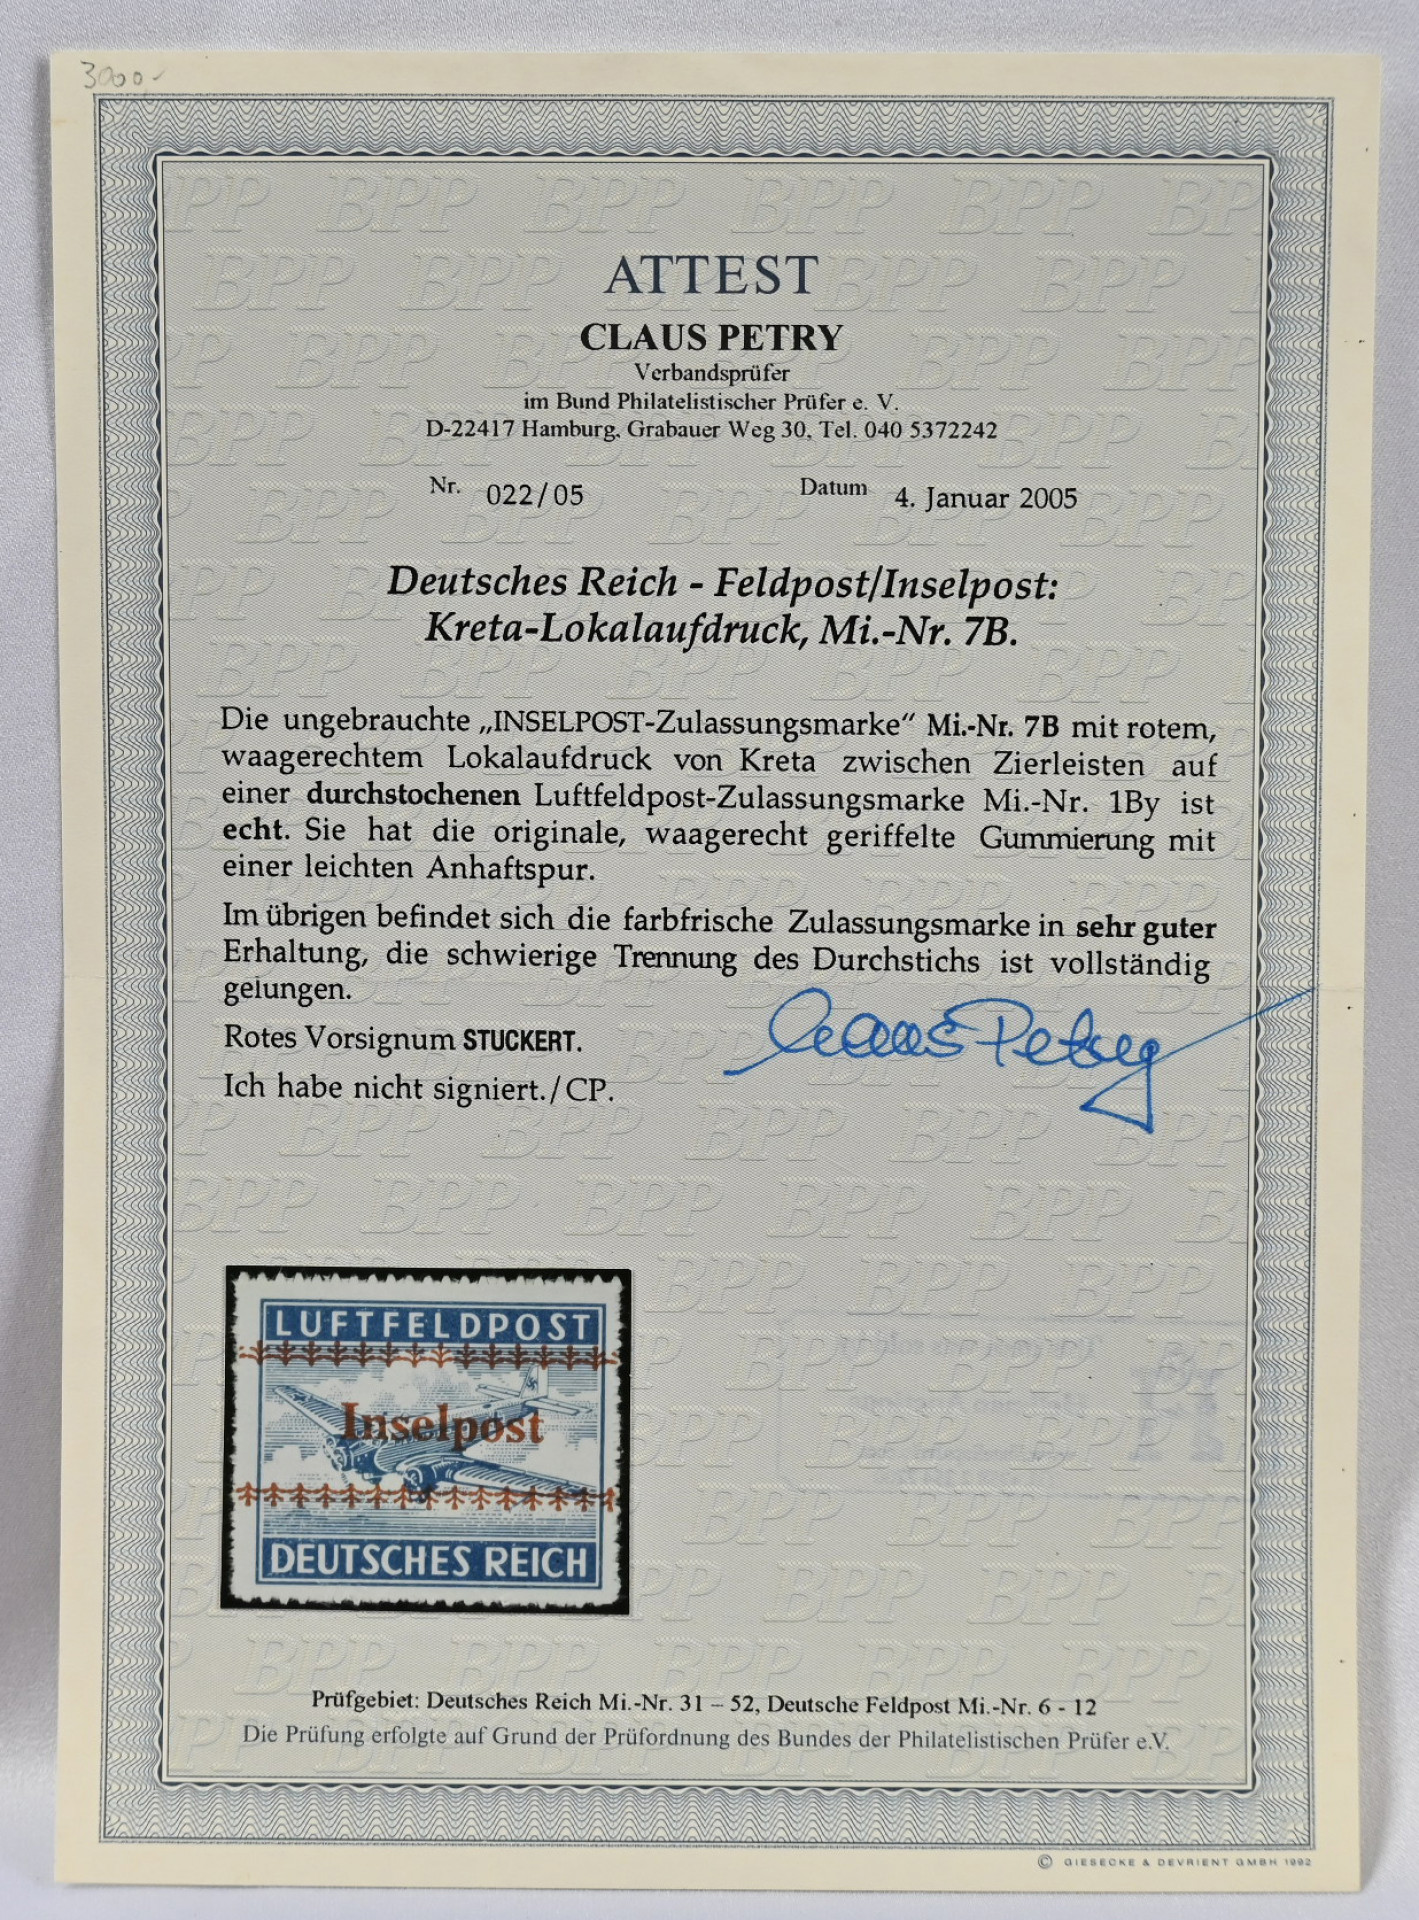 3000,-
ATTEST
CLAUS PETRY
Verbandsprüfer
im Bund Philatelistischer Prüfer e. V.
D-22417 Hamburg, Grabauer Weg 30, Tel. 040 5372242
Nr. 022/05 Datum 4. Januar 2005
Deutsches Reich - Feldpost/Inselpost:
Kreta-Lokalaufdruck, Mi.-Nr. 7B.
Die ungebrauchte „INSELPOST-Zulassungsmarke“ Mi.-Nr. 7B mit rotem,
waagerechtem Lokalaufdruck von Kreta zwischen Zierleisten auf
einer durchstochenen Luftfeldpost-Zulassungsmarke Mi.-Nr. 1By ist
echt. Sie hat die originale, waagerecht geriffelte Gummierung mit
einer leichten Anhaftspur.
Im übrigen befindet sich die farbfrische Zulassungsmarke in sehr guter
Erhaltung, die schwierige Trennung des Durchstichs ist vollständig
gelungen.
Rotes Vorsignum STUCKERT.
Claus Petry
Ich habe nicht signiert./CP.
LUFTFELDPOST
Inselpost
DEUTSCHES REICH
Prüfgebiet: Deutsches Reich Mi.-Nr. 31 – 52, Deutsche Feldpost Mi.-Nr. 6 - 12
Die Prüfung erfolgte auf Grund der Prüfordnung des Bundes der Philatelistischen Prüfer e.V.
© GIESECKE & DEVRIENT GMBH 1992